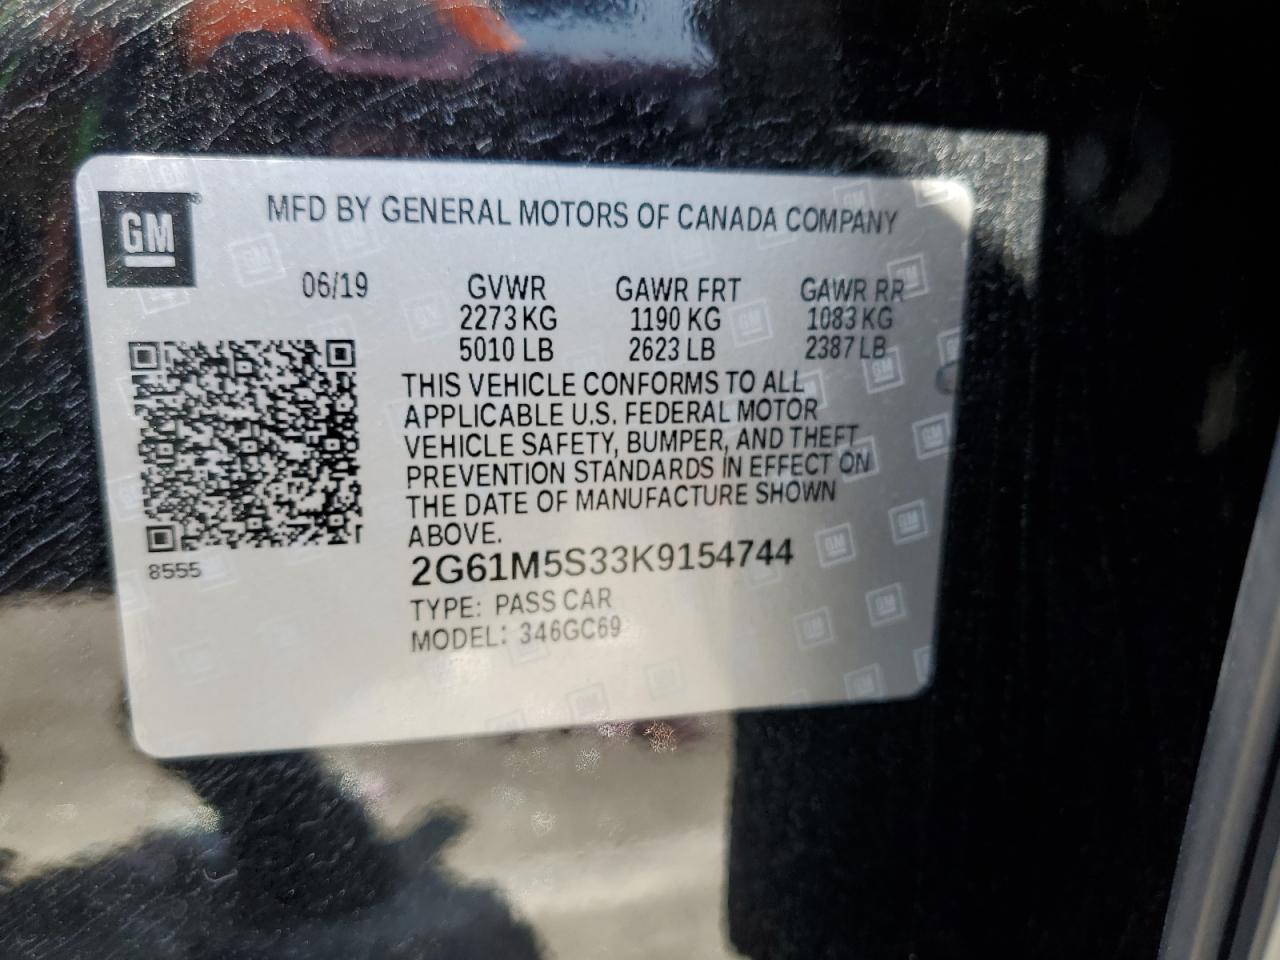 GM
MFD BY GENERAL MOTORS OF CANADA COMPANY
06/19 GVWR GAWR FRT GAWR RR
2273 KG 1190 KG 1083 KG
5010 LB 2623 LB 2387 LB
THIS VEHICLE CONFORMS TO ALL
APPLICABLE U.S. FEDERAL MOTOR
VEHICLE SAFETY, BUMPER, AND THEFT
PREVENTION STANDARDS IN EFFECT ON
THE DATE OF MANUFACTURE SHOWN
ABOVE.
8555
2G61M5S33K9154744
TYPE: PASS CAR
MODEL: 346GC69